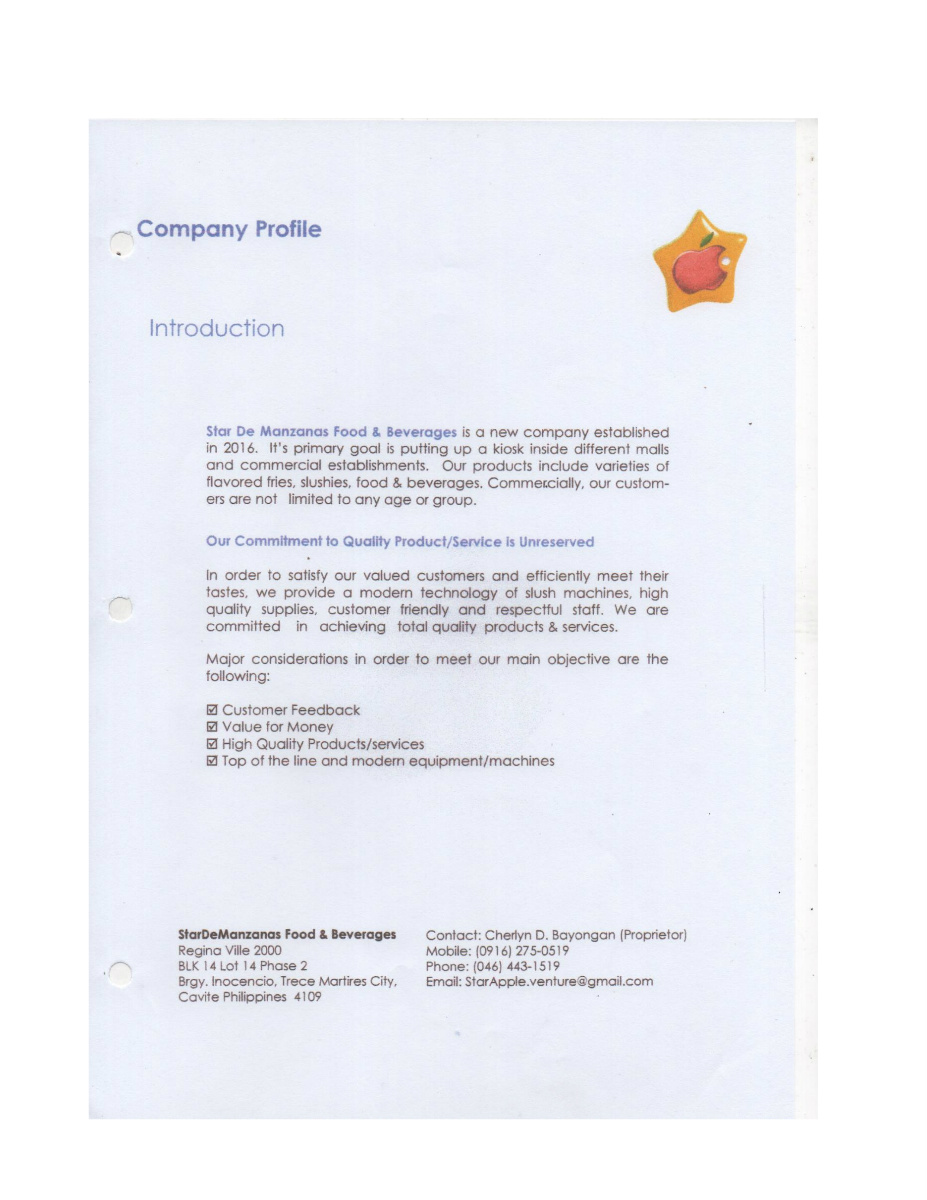 Company Profile
Introduction
Star De Manzanas Food & Beverages is a new company established
in 2016. It's primary goal is putting up a kiosk inside different malls
and commercial establishments. Our products include varieties of
flavored fries, slushies, food & beverages. Commercially, our custom-
ers are not limited to any age or group.
Our Commitment to Quality Product/Service is Unreserved
In order to satisfy our valued customers and efficiently meet their
tastes, we provide a modern technology of slush machines, high
quality supplies, customer friendly and respectful staff. We are
committed in achieving total quality products & services.
Major considerations in order to meet our main objective are the
following:
☑ Customer Feedback
☑ Value for Money
☑ High Quality Products/services
☑ Top of the line and modern equipment/machines
StarDeManzanas Food & Beverages
Regina Ville 2000
BLK 14 Lot 14 Phase 2
Brgy. Inocencio, Trece Martires City,
Cavite Philippines 4109
Contact: Cherlyn D. Bayongan (Proprietor)
Mobile: (0916) 275-0519
Phone: (046) 443-1519
Email: StarApple.venture@gmail.com